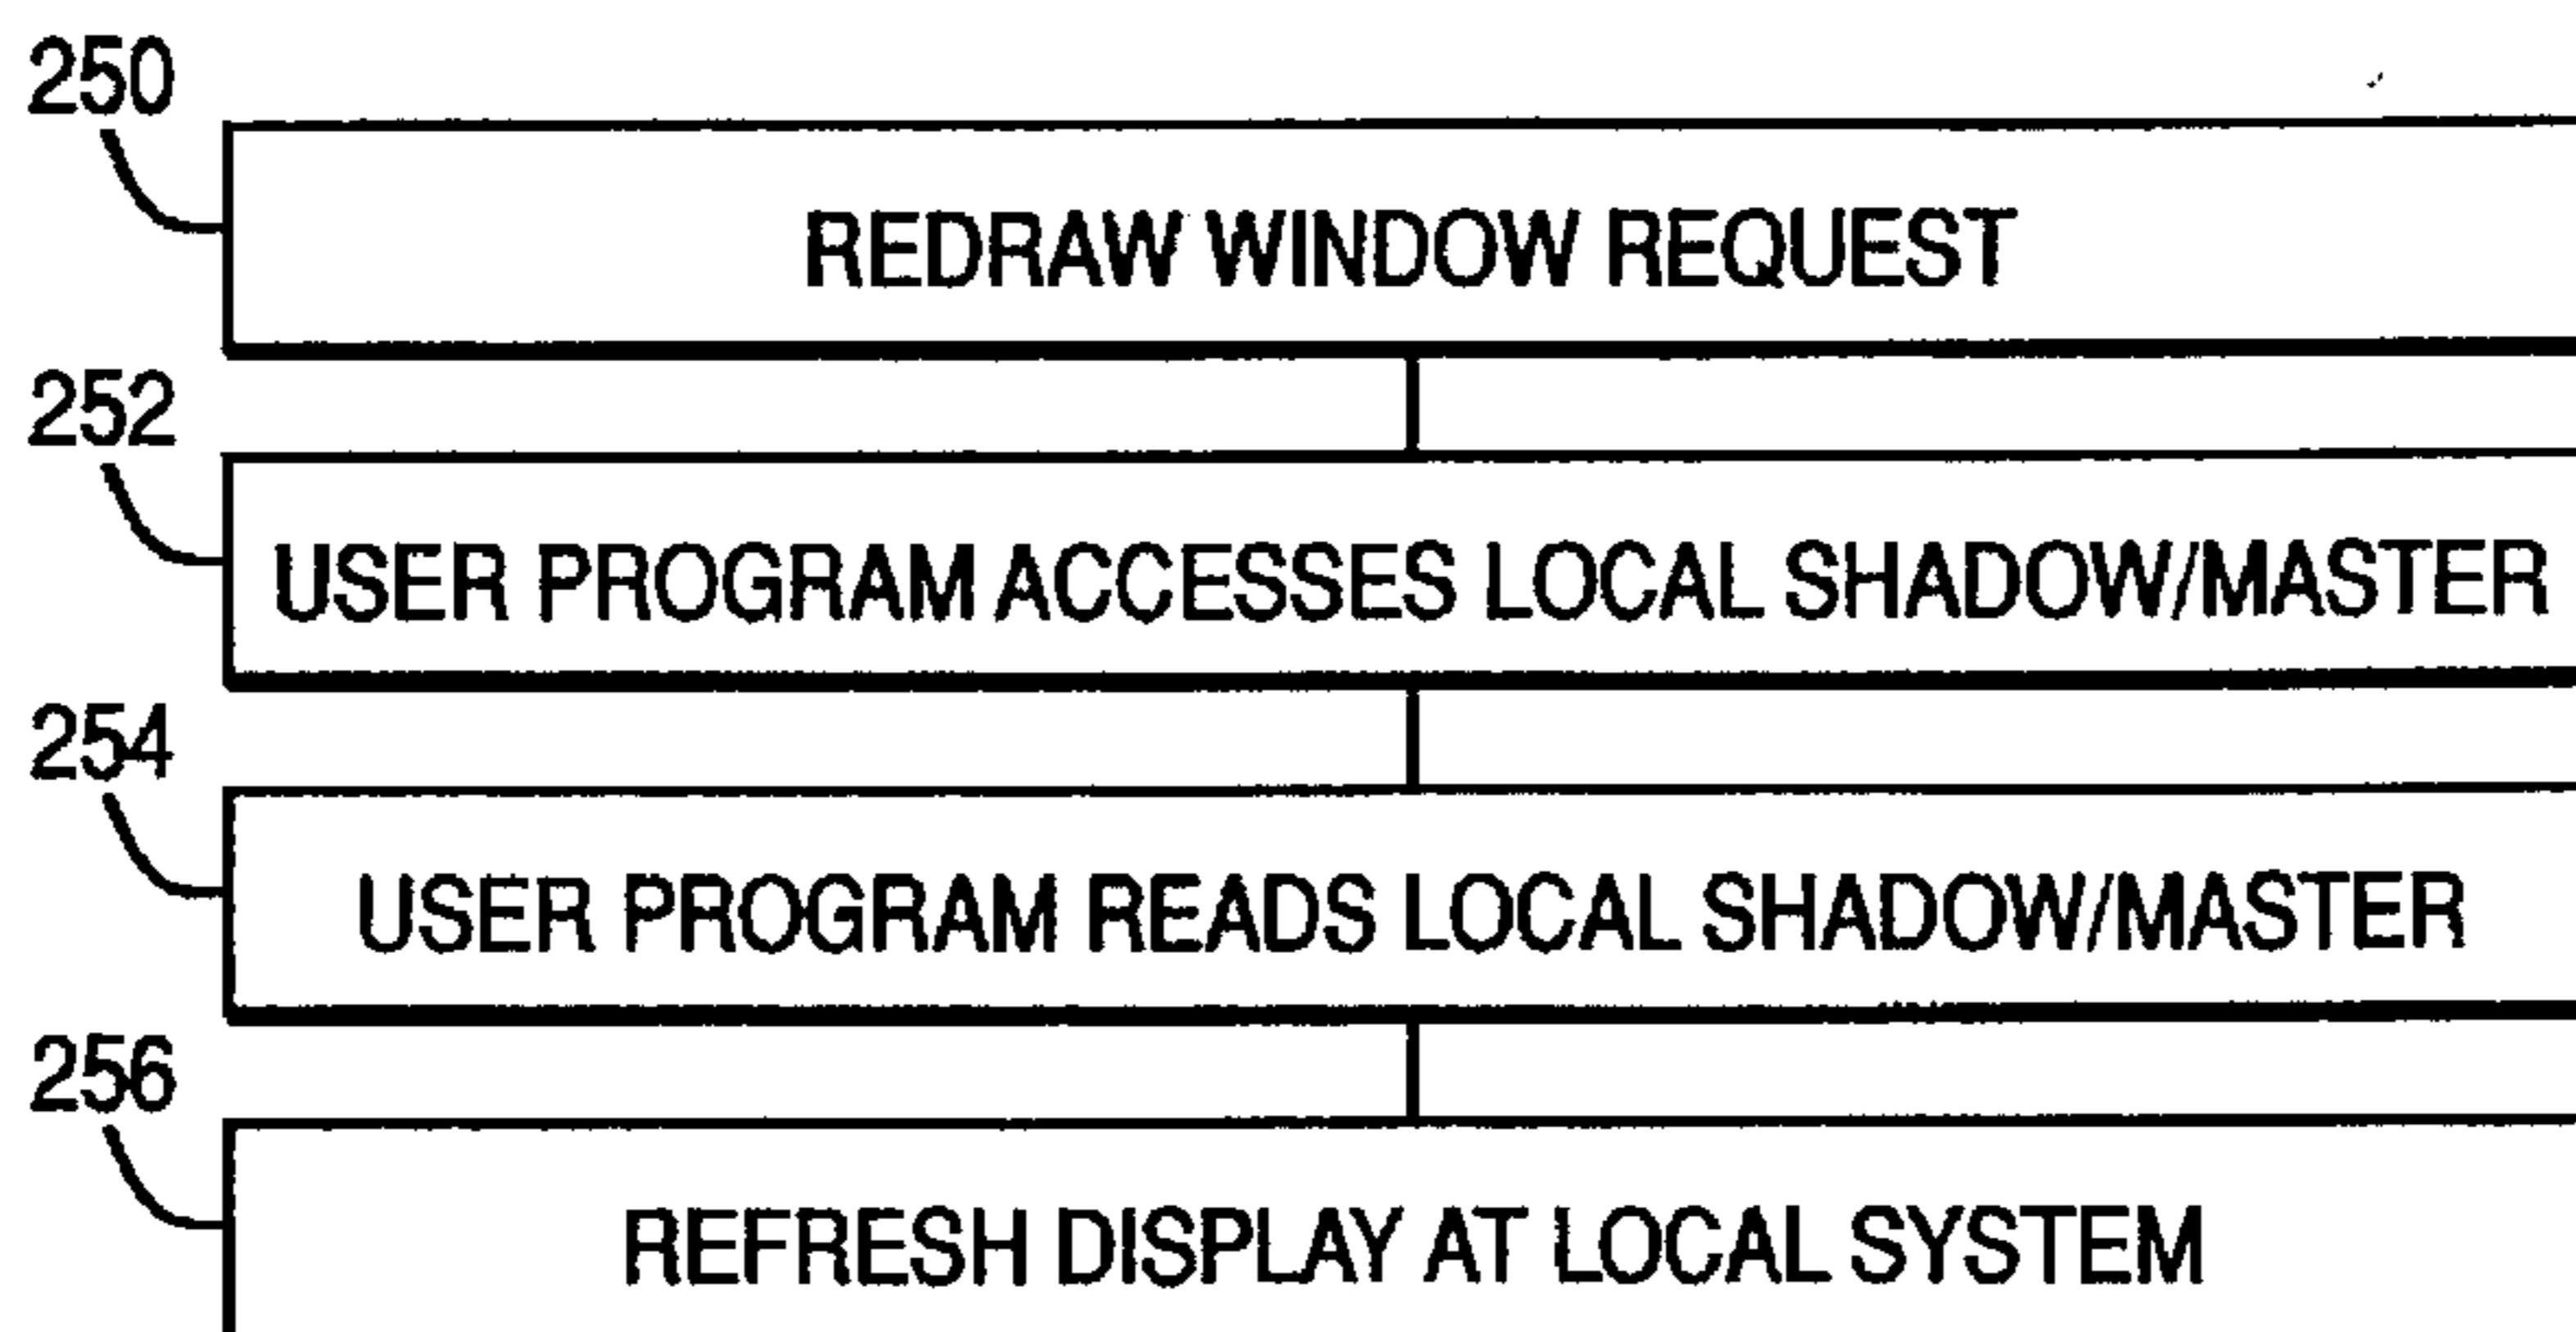 250
REDRAW WINDOW REQUEST
252
USER PROGRAM ACCESSES LOCAL SHADOW/MASTER
254
USER PROGRAM READS LOCAL SHADOW/MASTER
256
REFRESH DISPLAY AT LOCAL SYSTEM